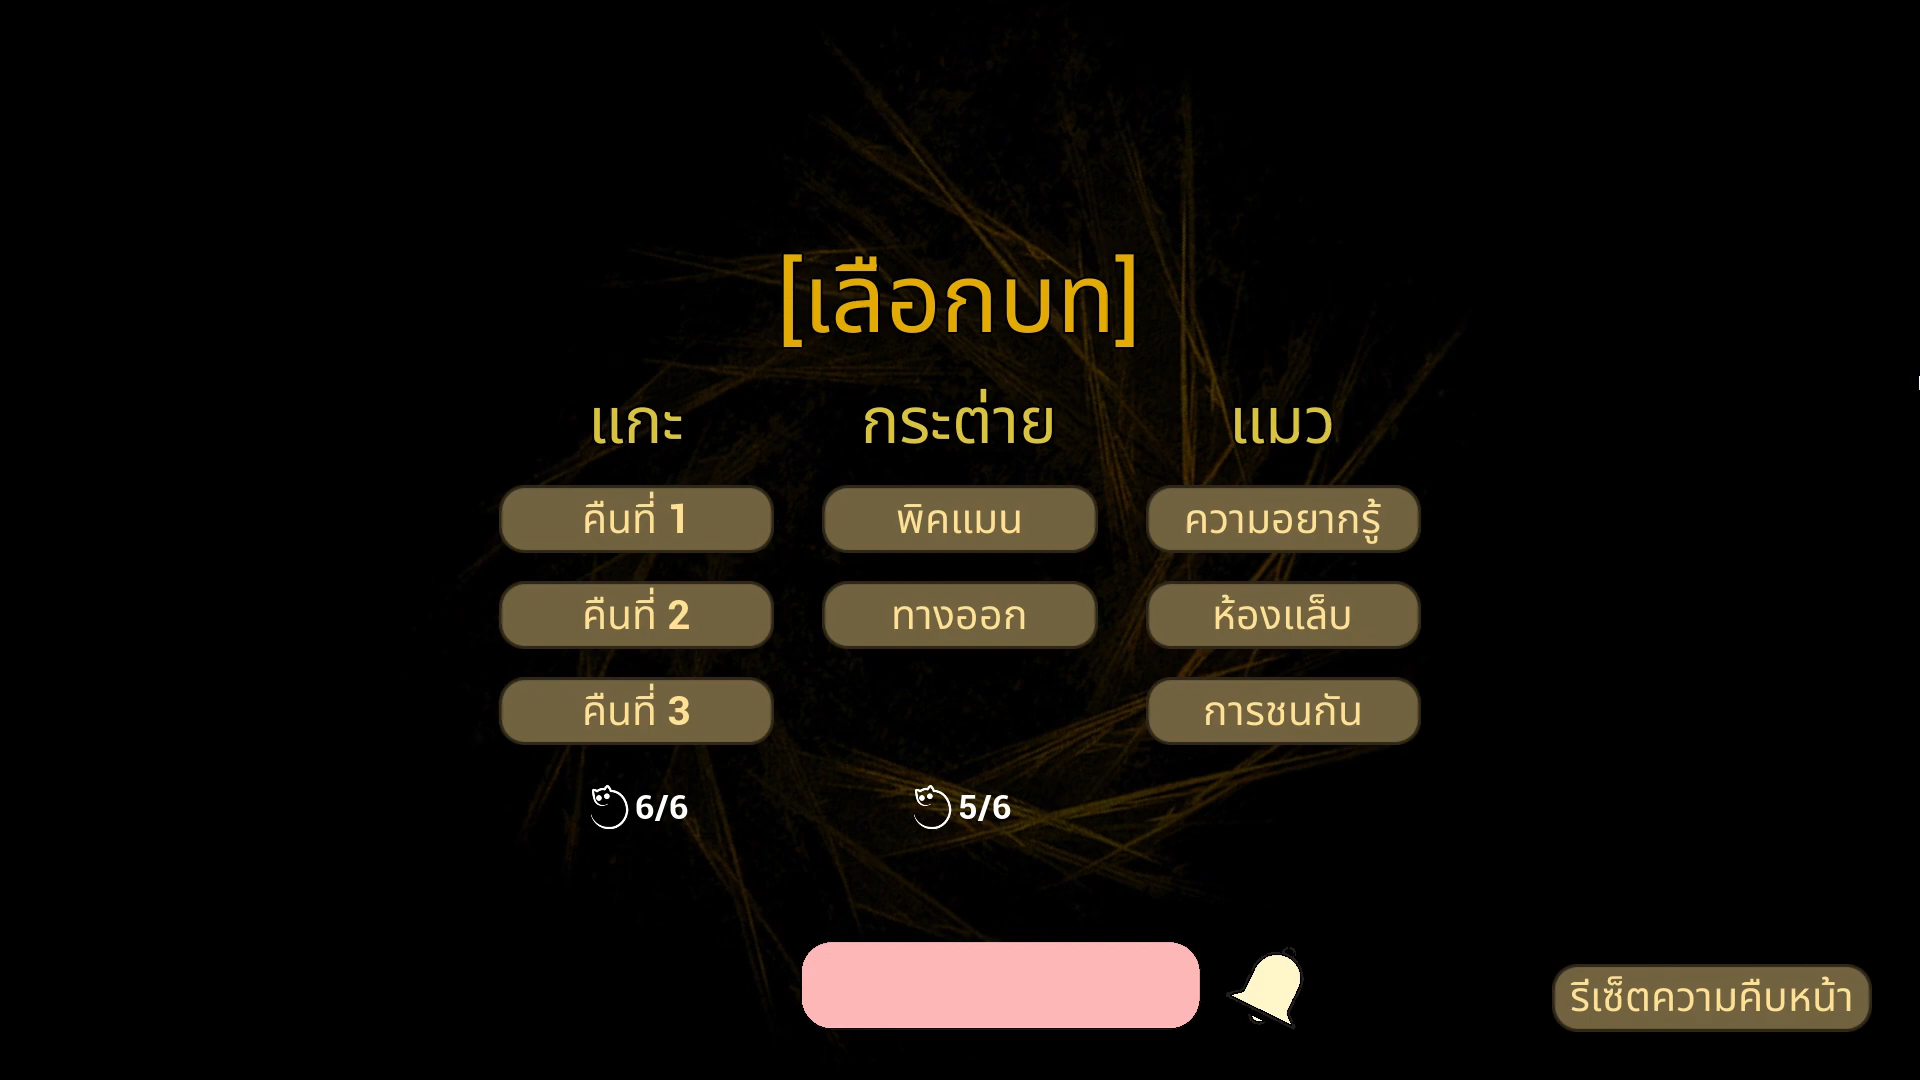 [เลือกบท]
แกะ กระต่าย แมว
คืนที่ 1 พิคแมน ความอยากรู้
คืนที่ 2 ทางออก ห้องแล็บ
คืนที่ 3 การชนกัน
6/6 5/6
รีเซ็ตความคืบหน้า